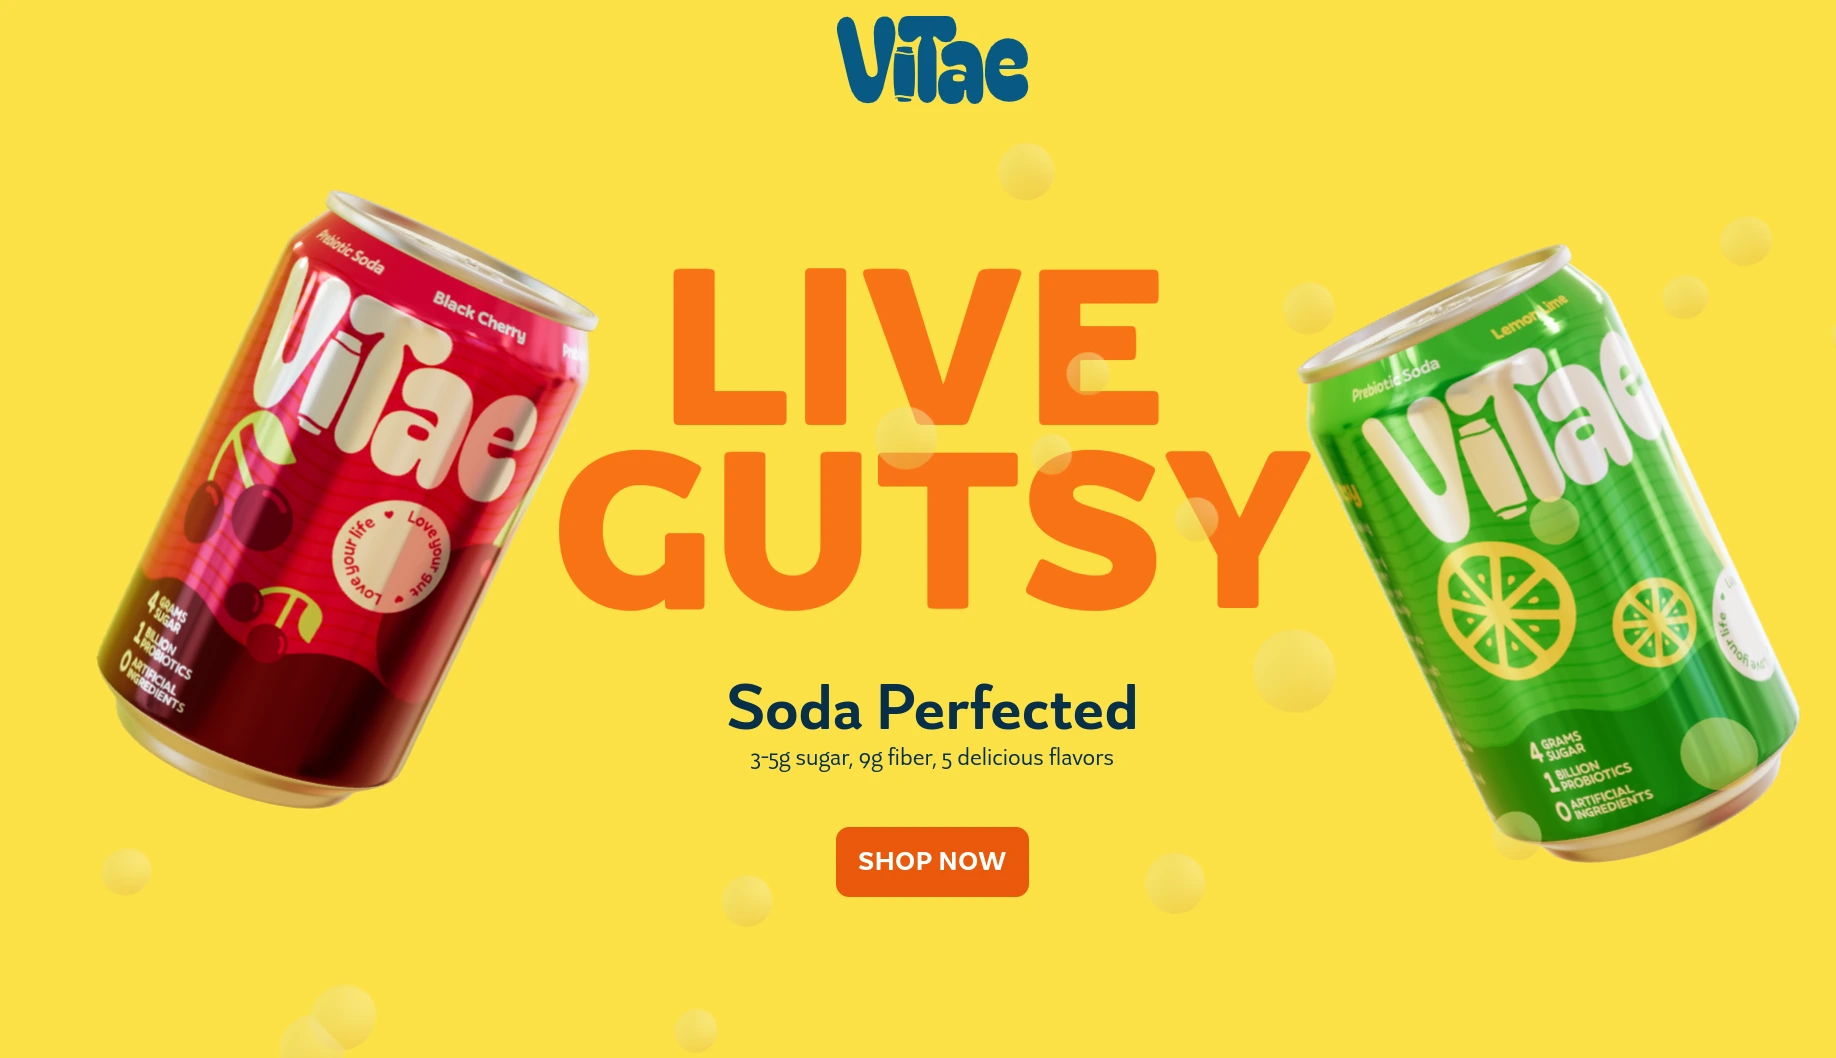 ViTae
LIVE
GUTSY
Soda Perfected
3-5g sugar, 9g fiber, 5 delicious flavors
SHOP NOW
Prebiotic Soda
Black Cherry
ViTae
Love your gut
Love your life
4 GRAMS
SUGAR
1 BILLION
PROBIOTICS
0 ARTIFICIAL
INGREDIENTS
Prebiotic Soda
Lemon Lime
ViTae
your life
4 GRAMS
SUGAR
1 BILLION
PROBIOTICS
0 ARTIFICIAL
INGREDIENTS